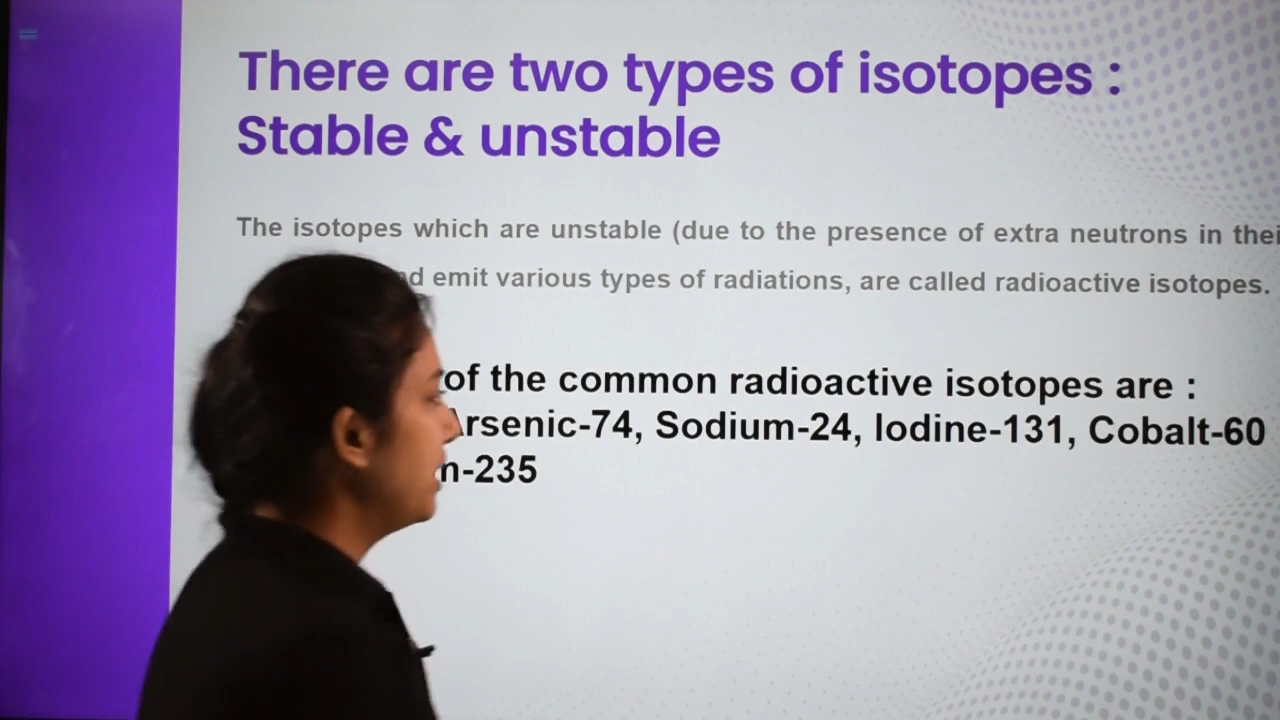 There are two types of isotopes :
Stable & unstable
The isotopes which are unstable (due to the presence of extra neutrons in
emit various types of radiations, are called radioactive isotopes.
of the common radioactive isotopes are :
Arsenic-74, Sodium-24, Iodine-131, Cobalt-60
-235